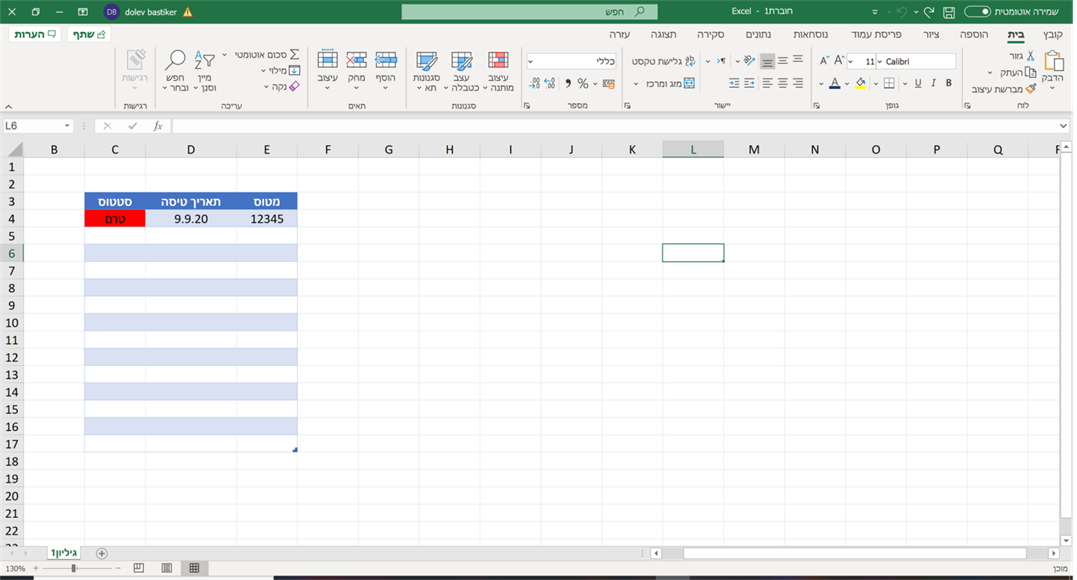 שמירה אוטומטית
חוברת1 - Excel
חפש
dolev bastiker
DB
קובץ
בית
הוספה
ציור
פריסת עמוד
נוסחאות
נתונים
סקירה
תצוגה
עזרה
שתף
הערות
הדבק
גזור
העתק
מברשת עיצוב
לוח
Calibri
11
B
I
U
גופן
גלישת טקסט
מזג ומרכז
יישור
כללי
מספר
עיצוב
מותנה
עצב
כטבלה
סגנונות
תא
סגנונות
הוסף
מחק
עיצוב
תאים
סכום אוטומטי
מילוי
נקה
מיין
וסנן
חפש
ובחר
עריכה
רגישות
רגישות
L6
fx
B C D E F G H I J K L M N O P Q
1
2
3 סטטוס תאריך טיסה מטוס
4 טרם 9.9.20 12345
5
6
7
8
9
10
11
12
13
14
15
16
17
18
19
20
21
22
גיליון1
130%
מוכן